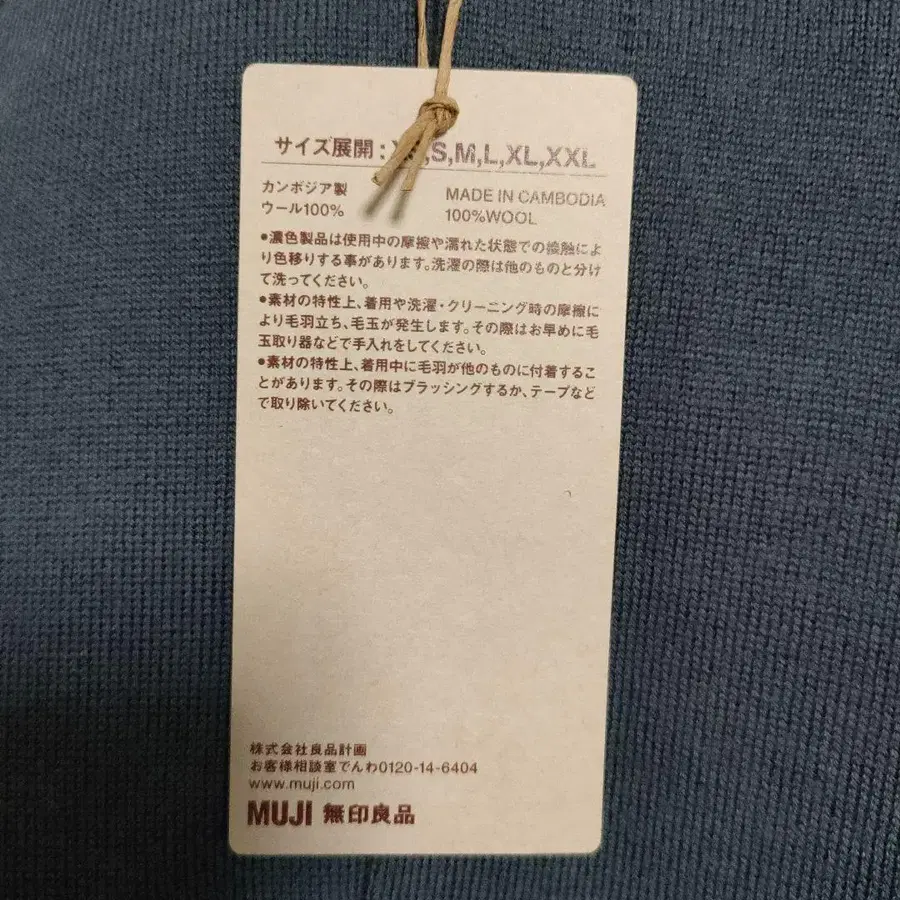 サイズ展開:X ,S,M,L,XL,XXL
カンボジア製
ウール100%
MADE IN CAMBODIA
100%WOOL
●濃色製品は使用中の摩擦や濡れた状態での接触によ
り色移りする事があります。洗濯の際は他のものと分け
て洗ってください。
●素材の特性上、着用や洗濯・クリーニング時の摩擦に
より毛羽立ち、毛玉が発生します。その際はお早めに毛
玉取り器などで手入れをしてください。
●素材の特性上、着用中に毛羽が他のものに付着するこ
とがあります。その際はブラッシングするか、テープなど
で取り除いてください。
株式会社良品計画
お客様相談室でんわ0120-14-6404
www.muji.com
MUJI 無印良品